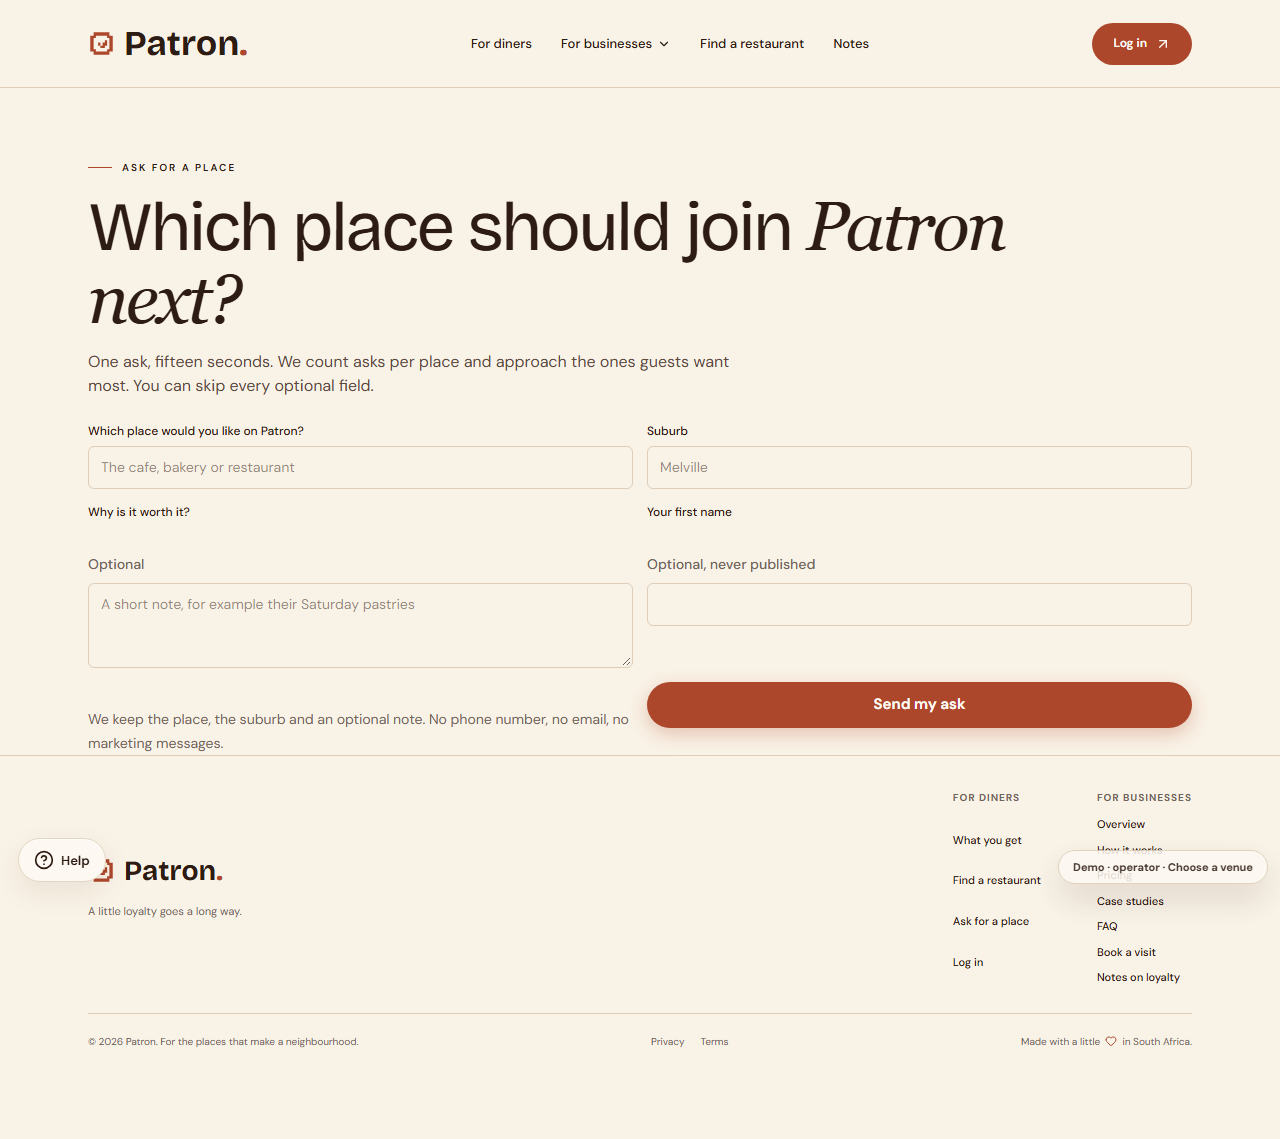 Patron.
For diners
For businesses
Find a restaurant
Notes
Log in
ASK FOR A PLACE
Which place should join Patron
next?
One ask, fifteen seconds. We count asks per place and approach the ones guests want
most. You can skip every optional field.
Which place would you like on Patron?
Suburb
The cafe, bakery or restaurant
Melville
Why is it worth it?
Your first name
Optional
Optional, never published
A short note, for example their Saturday pastries
Send my ask
We keep the place, the suburb and an optional note. No phone number, no email, no
marketing messages.
FOR DINERS
What you get
Find a restaurant
Ask for a place
Log in
FOR BUSINESSES
Overview
How it works
Pricing
Demo · operator · Choose a venue
Case studies
FAQ
Book a visit
Notes on loyalty
Help
Patron.
A little loyalty goes a long way.
© 2026 Patron. For the places that make a neighbourhood.
Privacy
Terms
Made with a little
in South Africa.